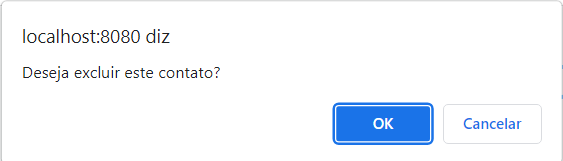 localhost:8080 diz
Deseja excluir este contato?
OK
Cancelar